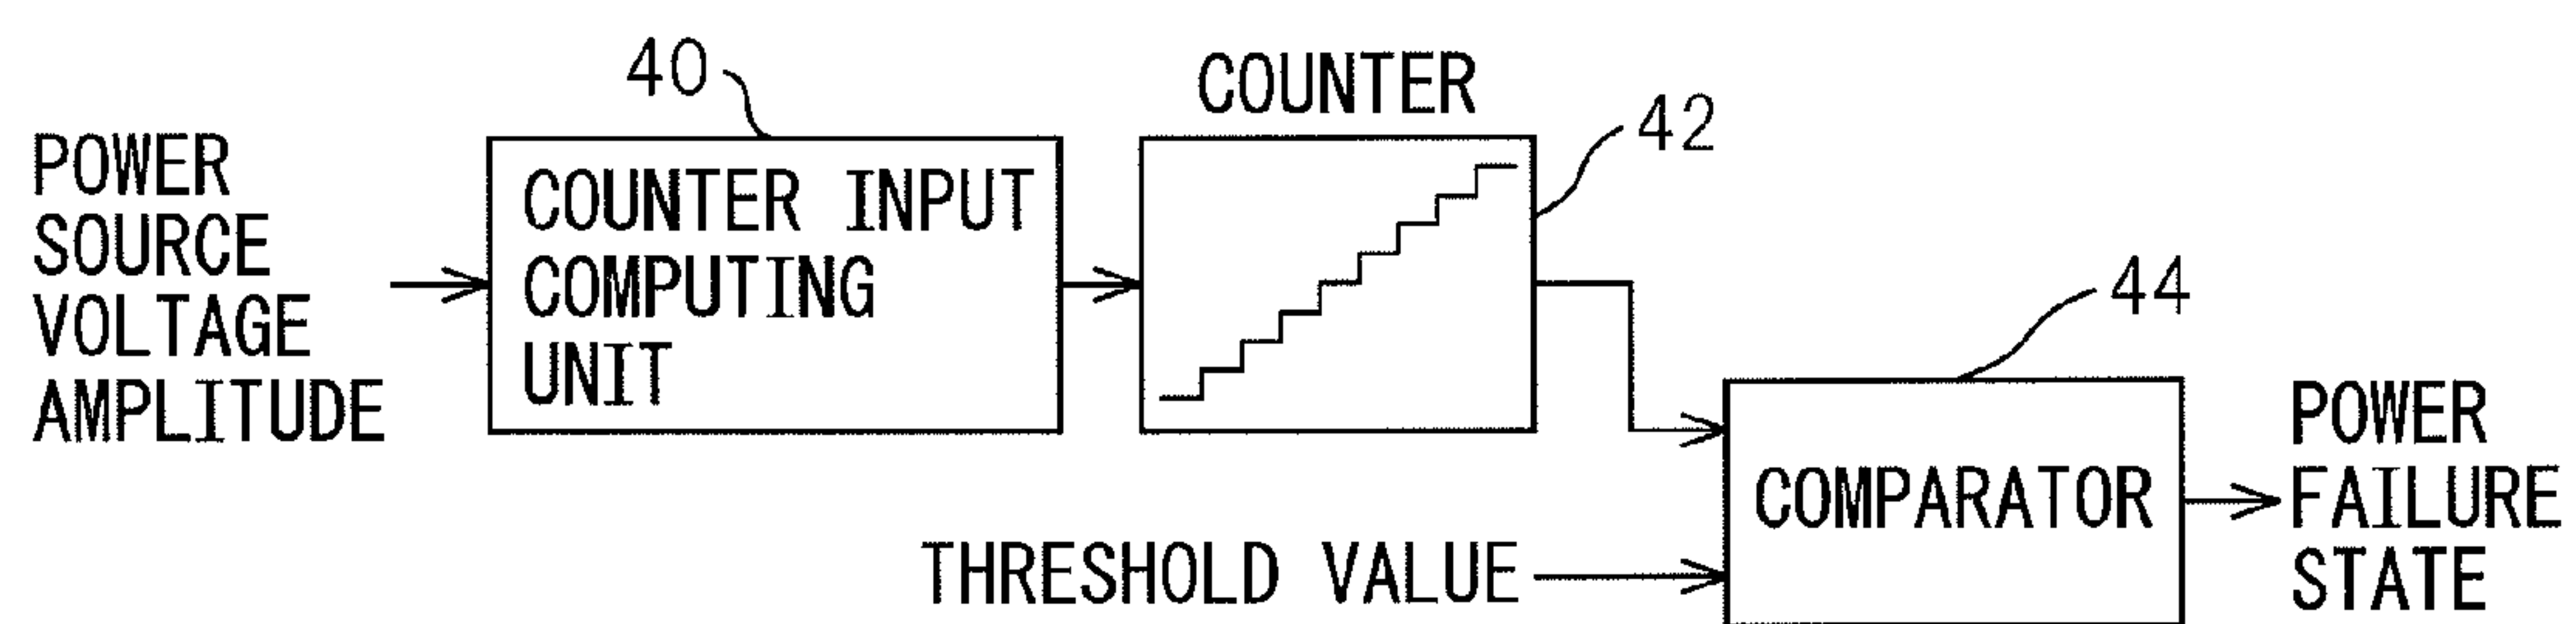 40
COUNTER
42
POWER
SOURCE
VOLTAGE
AMPLITUDE
COUNTER INPUT
COMPUTING
UNIT
44
THRESHOLD VALUE
COMPARATOR
POWER
FAILURE
STATE